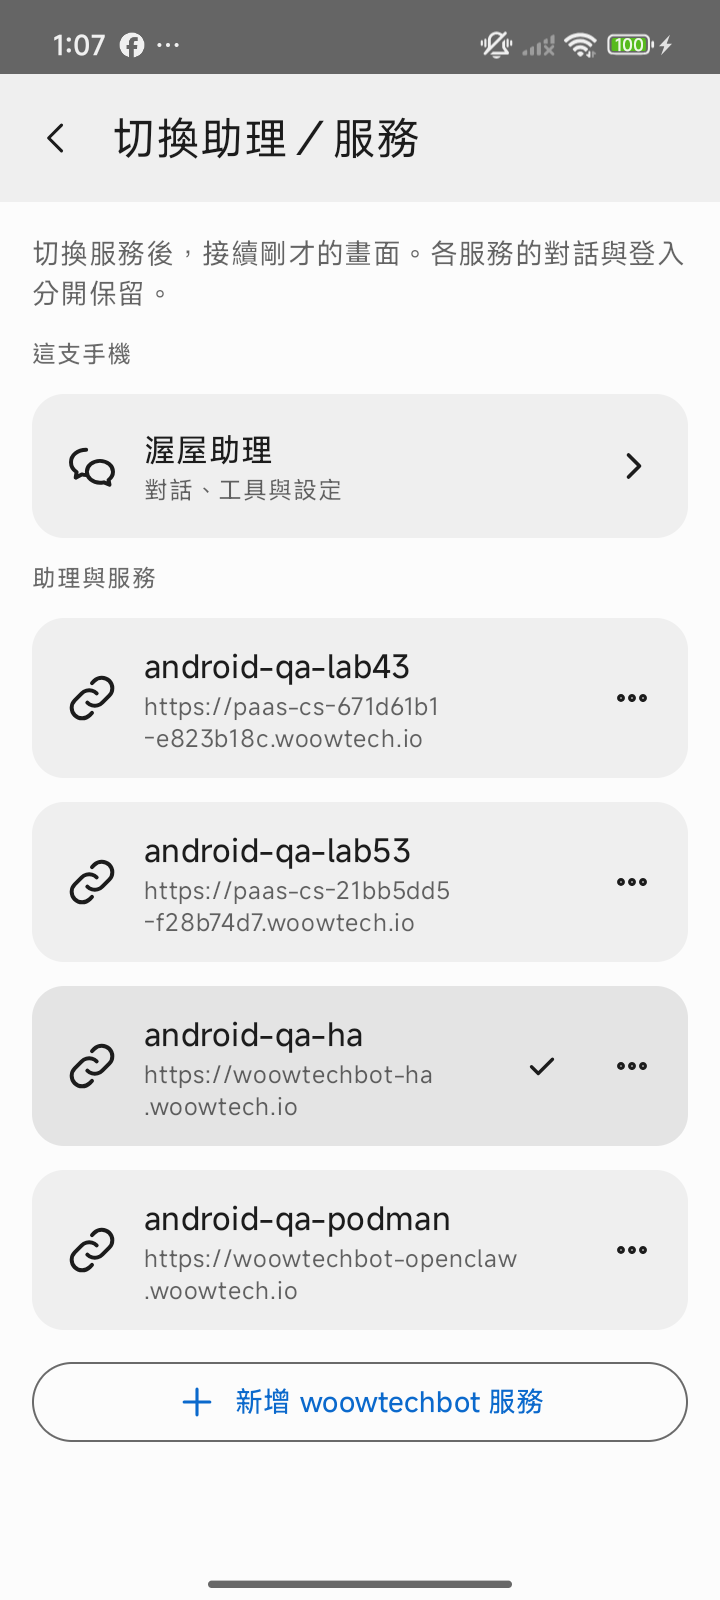 1:07
100
切換助理／服務
切換服務後，接續剛才的畫面。各服務的對話與登入
分開保留。
這支手機
渥屋助理
對話、工具與設定
助理與服務
android-qa-lab43
https://paas-cs-671d61b1
-e823b18c.woowtech.io
android-qa-lab53
https://paas-cs-21bb5dd5
-f28b74d7.woowtech.io
android-qa-ha
https://woowtechbot-ha
.woowtech.io
android-qa-podman
https://woowtechbot-openclaw
.woowtech.io
新增 woowtechbot 服務